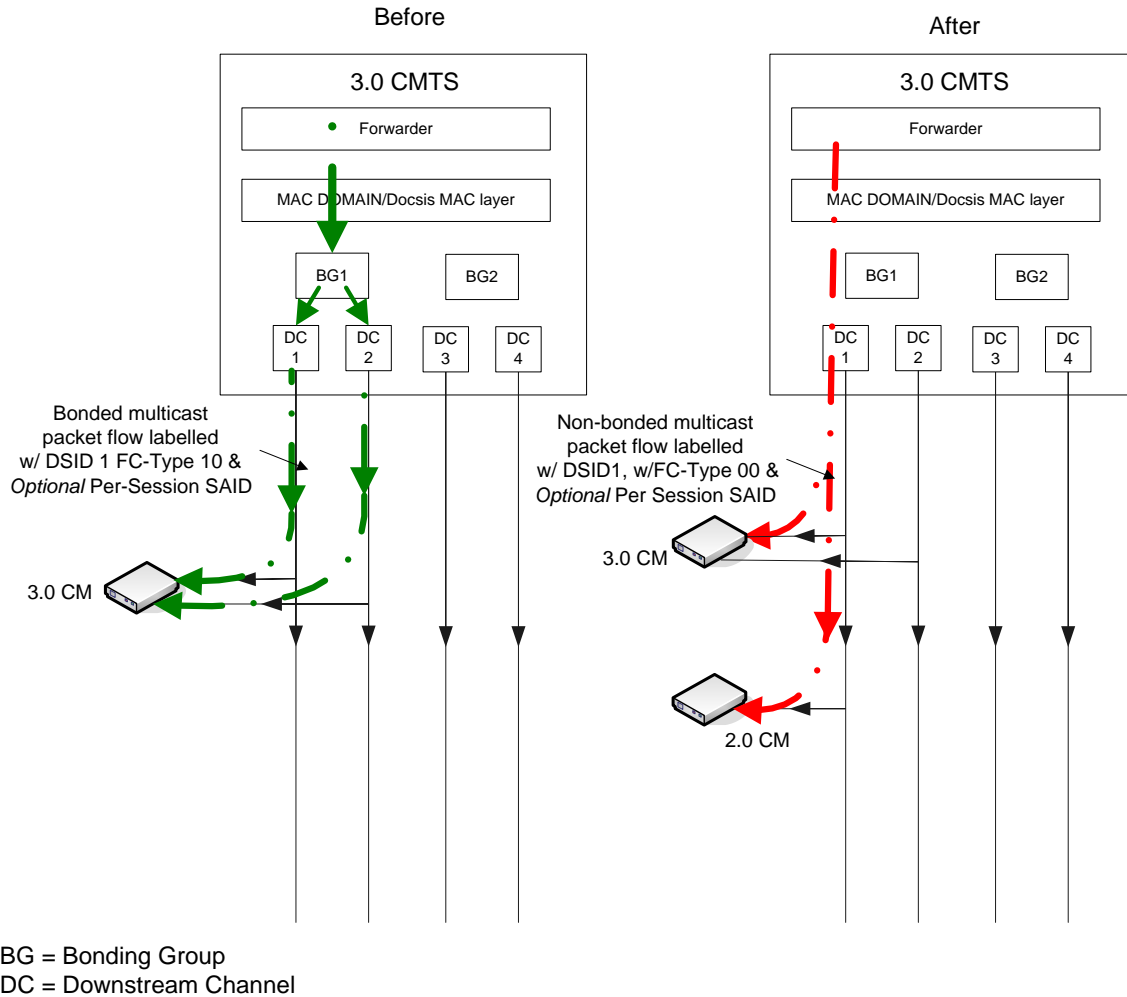 Before
3.0 CMTS
Forwarder
MAC DOMAIN/Docsis MAC layer
BG1
BG2
DC
1
DC
2
DC
3
DC
4
Bonded multicast
packet flow labelled
w/ DSID 1 FC-Type 10 &
Optional Per-Session SAID
3.0 CM
After
3.0 CMTS
Forwarder
MAC DOMAIN/Docsis MAC layer
BG1
BG2
DC
1
DC
2
DC
3
DC
4
Non-bonded multicast
packet flow labelled
w/ DSID1, w/FC-Type 00 &
Optional Per Session SAID
3.0 CM
2.0 CM
BG = Bonding Group
DC = Downstream Channel